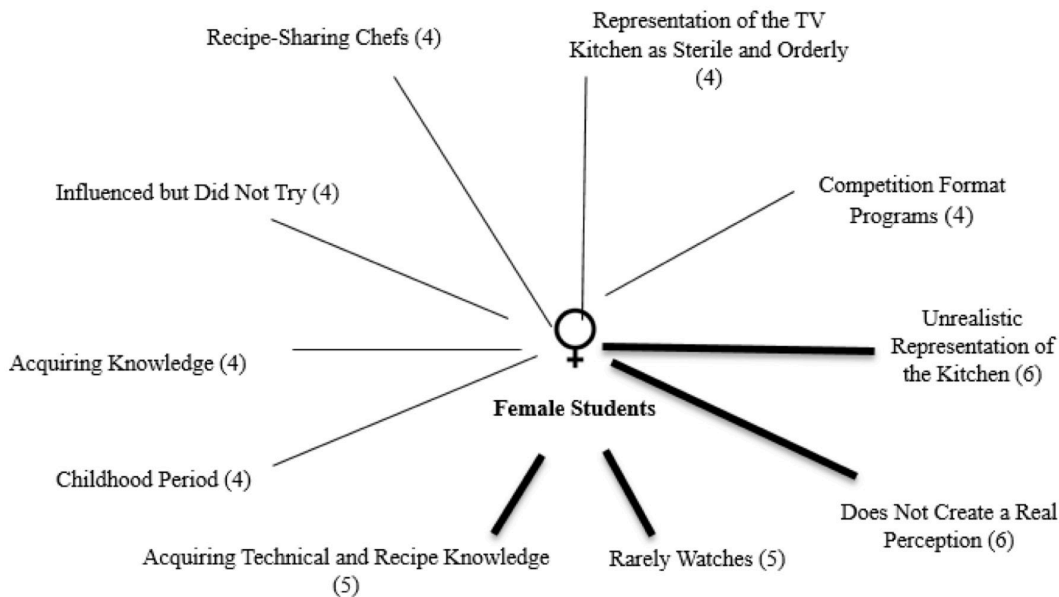 Recipe-Sharing Chefs (4)
Representation of the TV
Kitchen as Sterile and Orderly
(4)
Influenced but Did Not Try (4)
Competition Format
Programs (4)
Unrealistic
Representation of
the Kitchen (6)
Acquiring Knowledge (4)
Female Students
Childhood Period (4)
Does Not Create a Real
Perception (6)
Acquiring Technical and Recipe Knowledge
(5)
Rarely Watches (5)